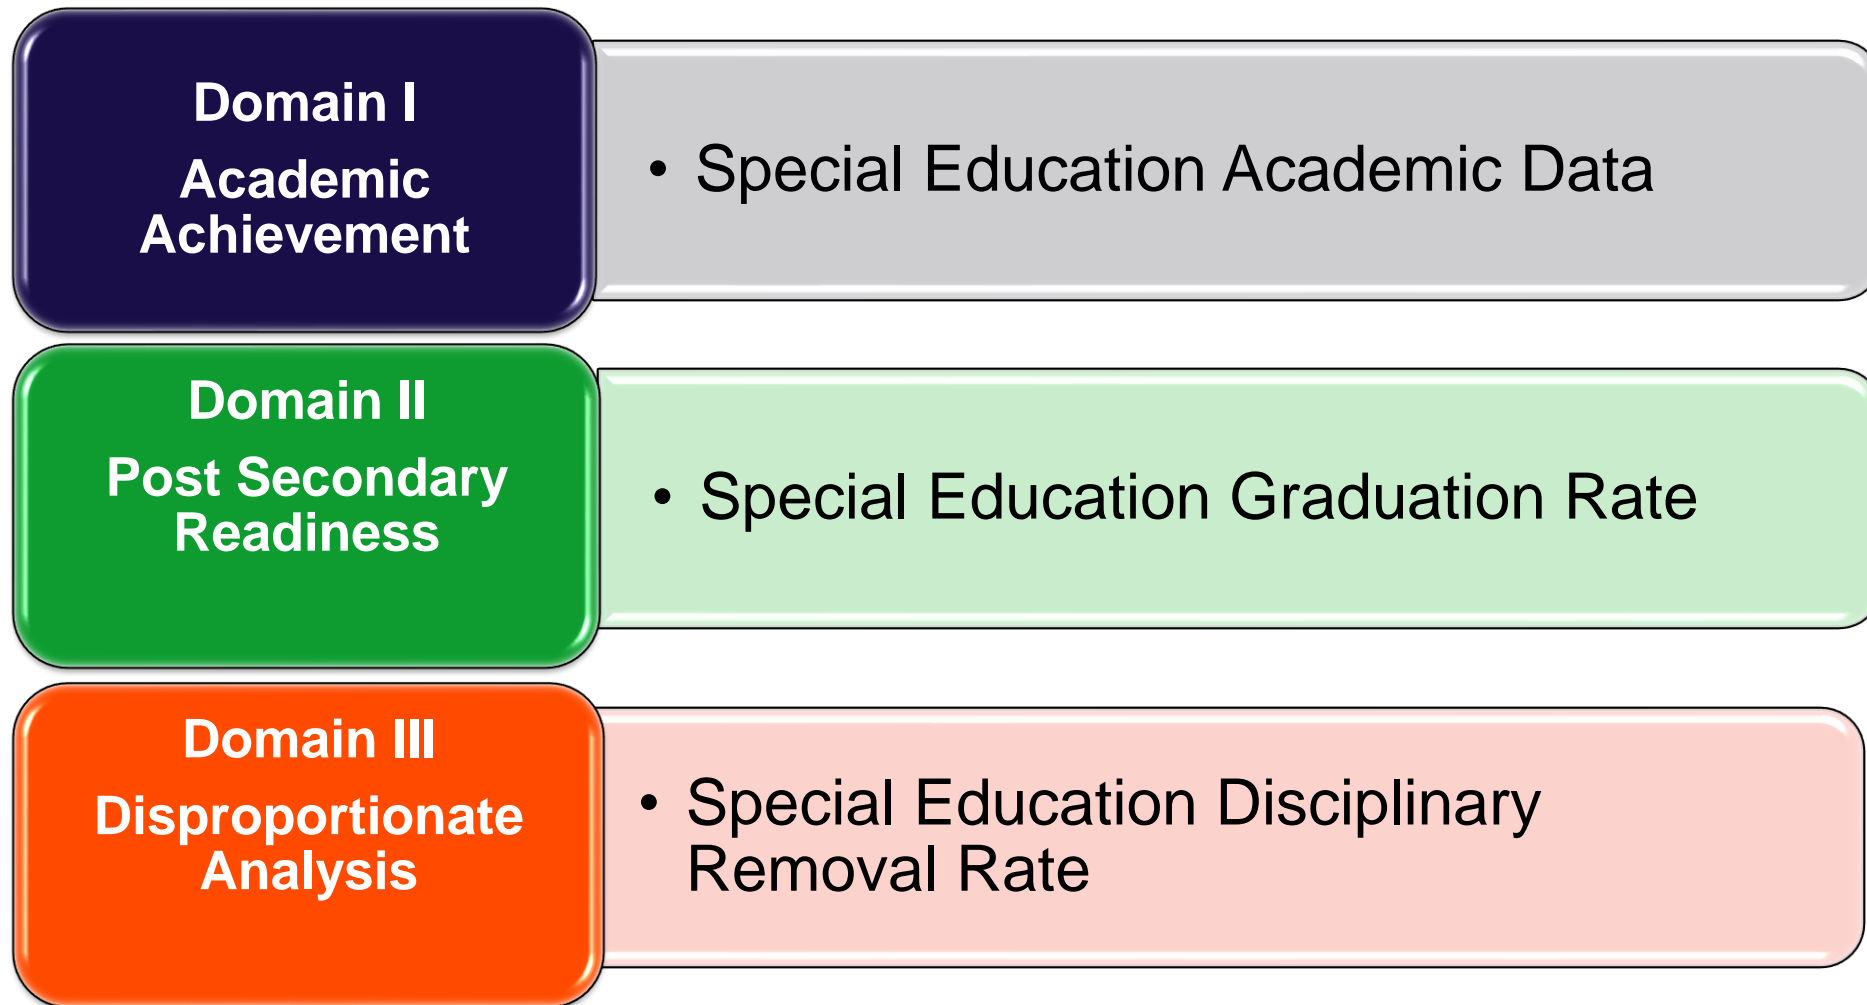 Domain I
Academic
Achievement
• Special Education Academic Data
Domain II
Post Secondary
Readiness
• Special Education Graduation Rate
Domain III
Disproportionate
Analysis
• Special Education Disciplinary
Removal Rate